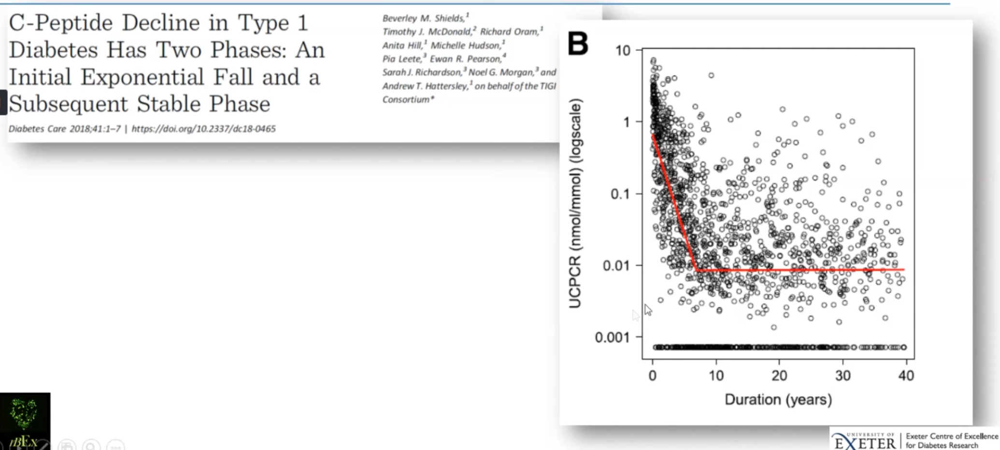 C-Peptide Decline in Type 1
Diabetes Has Two Phases: An
Initial Exponential Fall and a
Subsequent Stable Phase
Diabetes Care 2018;41:1–7 | https://doi.org/10.2337/dc18-0465
Beverley M. Shields,1
Timothy J. McDonald,2 Richard Oram,1
Anita Hill,1 Michelle Hudson,1
Pia Leete,3 Ewan R. Pearson,4
Sarah J. Richardson,3 Noel G. Morgan,3 and
Andrew T. Hattersley,1 on behalf of the TIGI
Consortium*
B
UCPCR (nmol/mmol) (logscale)
10
1
0.1
0.01
0.001
0 10 20 30 40
Duration (years)
IBEx
UNIVERSITY OF
EXETER
Exeter Centre of Excellence
for Diabetes Research